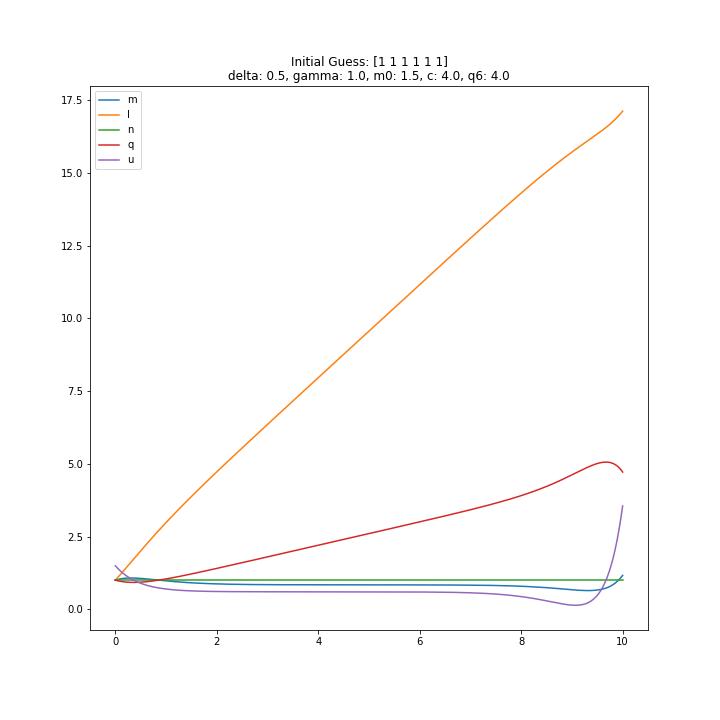 Initial Guess: [1 1 1 1 1 1]
delta: 0.5, gamma: 1.0, m0: 1.5, c: 4.0, q6: 4.0
m
l
n
q
u
17.5
15.0
12.5
10.0
7.5
5.0
2.5
0.0
0 2 4 6 8 10